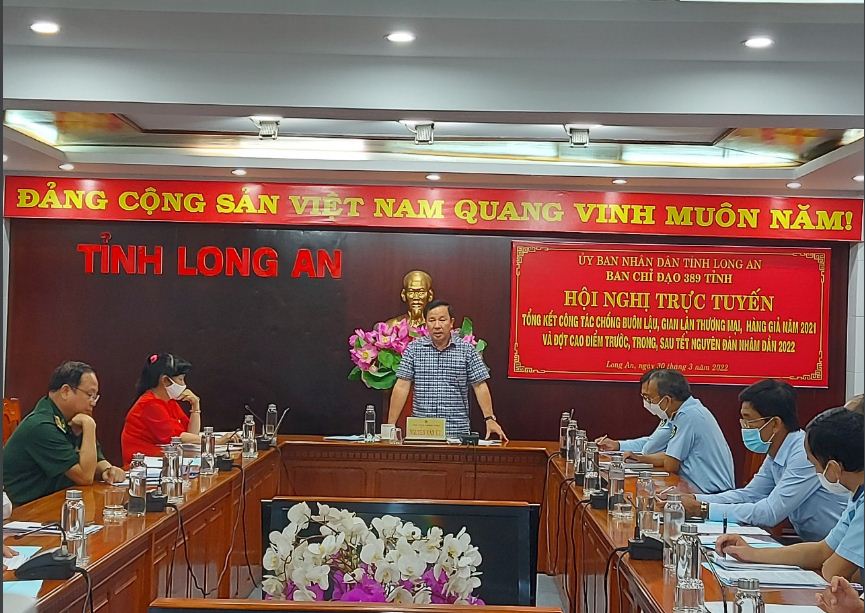 ĐẢNG CỘNG SẢN VIỆT NAM QUANG VINH MUÔN NĂM!
TỈNH LONG AN
ỦY BAN NHÂN DÂN TỈNH LONG AN
BAN CHỈ ĐẠO 389 TỈNH
HỘI NGHỊ TRỰC TUYẾN
TỔNG KẾT CÔNG TÁC CHỐNG BUÔN LẬU, GIAN LẬN THƯƠNG MẠI, HÀNG GIẢ NĂM 2021
VÀ ĐỢT CAO ĐIỂM TRƯỚC, TRONG, SAU TẾT NGUYÊN ĐÁN NHÂM DẦN 2022
Long An, ngày 30 tháng 3 năm 2022
NGUYỄN VĂN ÚT